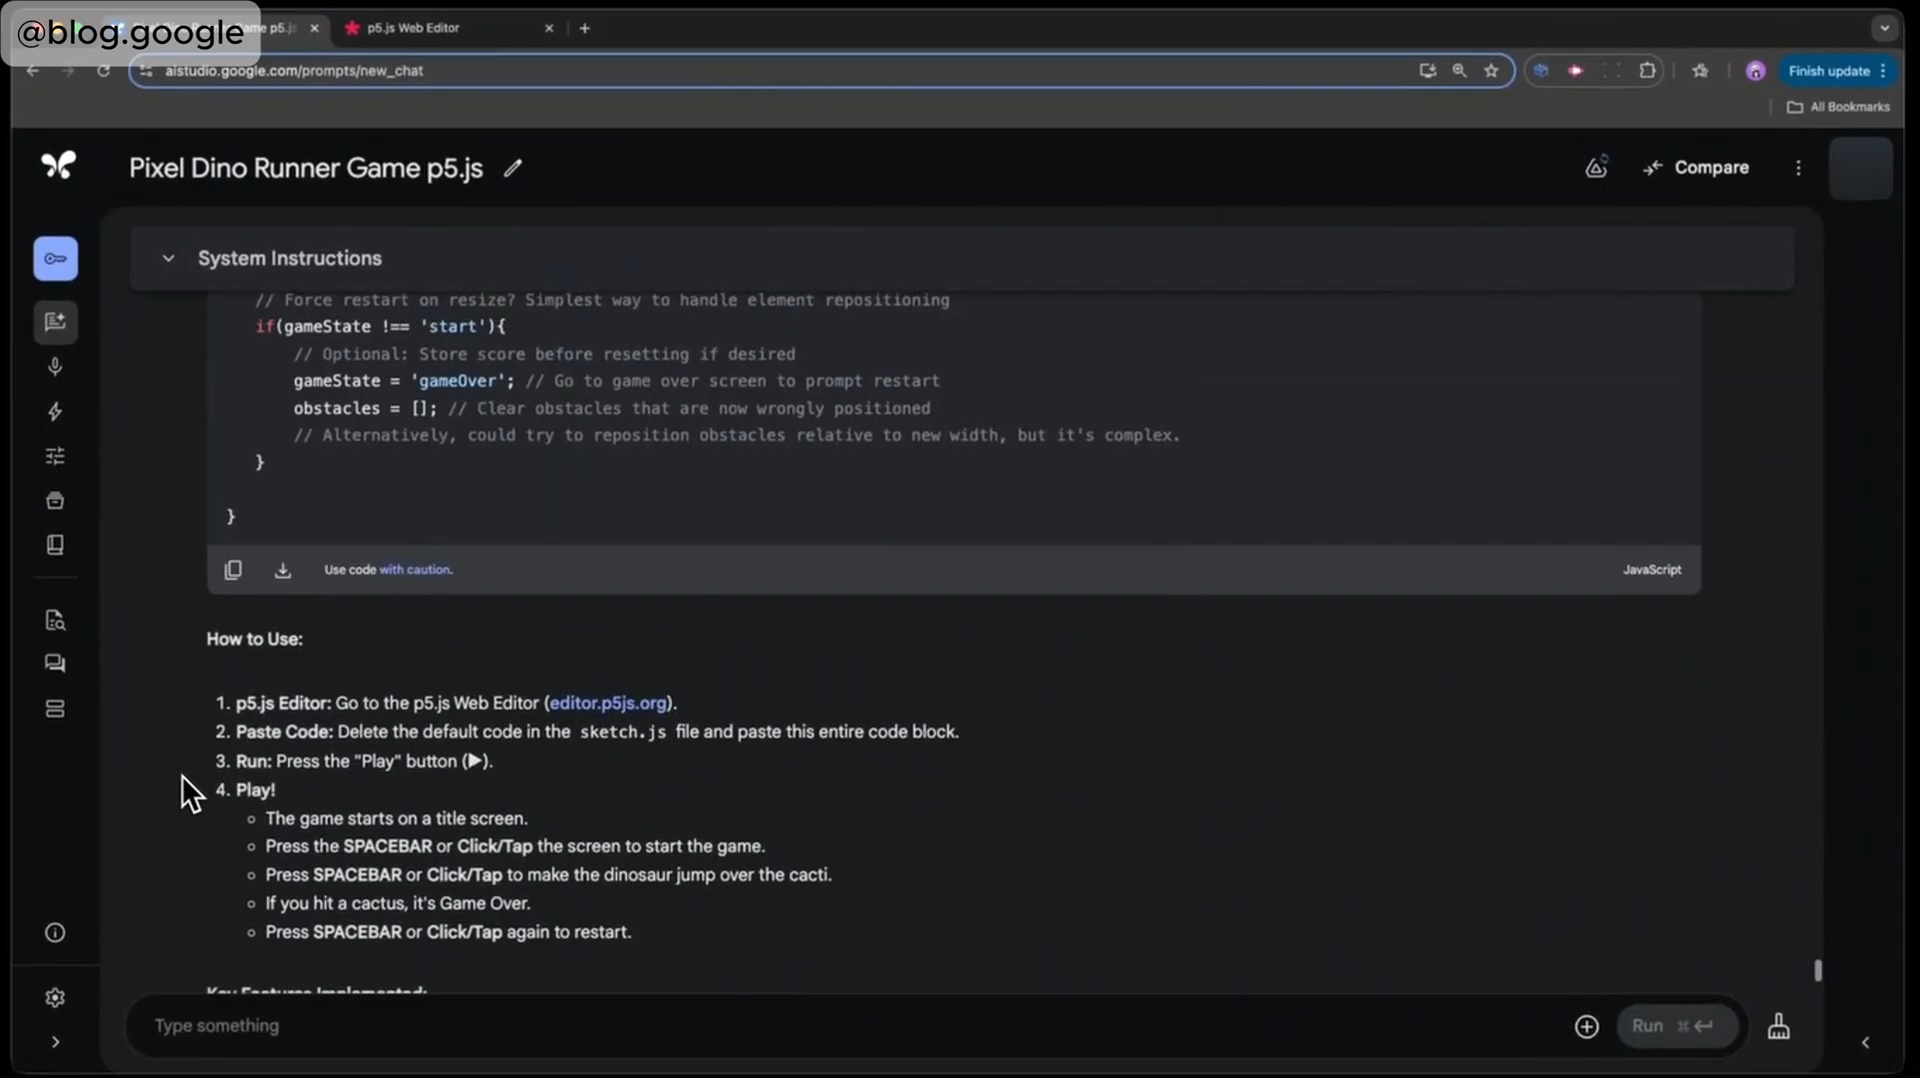 @blog.google
p5.js Web Editor
aistudio.google.com/prompts/new_chat
Finish update
All Bookmarks
Pixel Dino Runner Game p5.js
Compare
System Instructions
// Force restart on resize? Simplest way to handle element repositioning
if(gameState !== 'start'){
// Optional: Store score before resetting if desired
gameState = 'gameOver'; // Go to game over screen to prompt restart
obstacles = []; // Clear obstacles that are now wrongly positioned
// Alternatively, could try to reposition obstacles relative to new width, but it's complex.
}
}
Use code with caution.
JavaScript
How to Use:
1. p5.js Editor: Go to the p5.js Web Editor (editor.p5js.org).
2. Paste Code: Delete the default code in the sketch.js file and paste this entire code block.
3. Run: Press the "Play" button (▶).
4. Play!
○ The game starts on a title screen.
○ Press the SPACEBAR or Click/Tap the screen to start the game.
○ Press SPACEBAR or Click/Tap to make the dinosaur jump over the cacti.
○ If you hit a cactus, it's Game Over.
○ Press SPACEBAR or Click/Tap again to restart.
Key Features Implemented:
Type something
Run ⌘↵